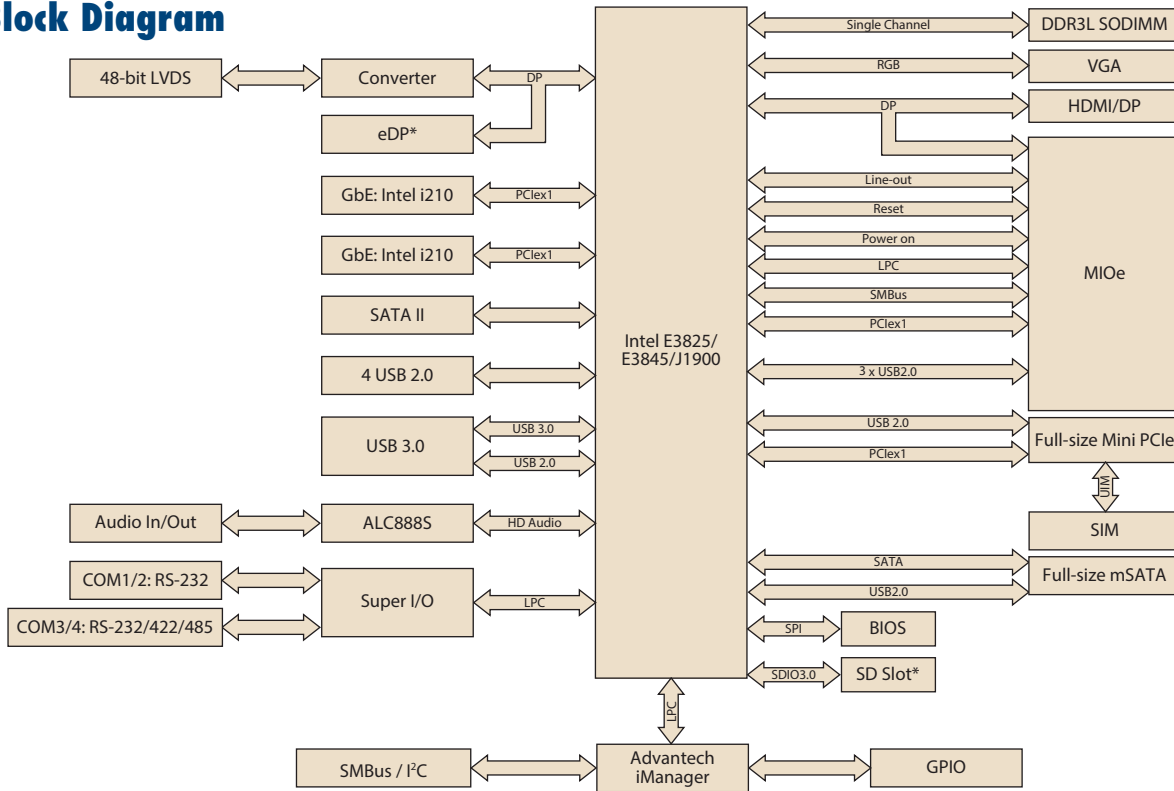 Block Diagram
48-bit LVDS
Converter
DP
eDP*
GbE: Intel i210
PCIex1
GbE: Intel i210
PCIex1
SATA II
4 USB 2.0
USB 3.0
USB 3.0
USB 2.0
Audio In/Out
ALC888S
HD Audio
COM1/2: RS-232
COM3/4: RS-232/422/485
Super I/O
LPC
Intel E3825/
E3845/J1900
Single Channel
DDR3L SODIMM
RGB
VGA
DP
HDMI/DP
Line-out
Reset
Power on
LPC
SMBus
PCIex1
3 x USB2.0
MIOe
USB 2.0
PCIex1
Full-size Mini PCIe
UIM
SIM
SATA
USB2.0
Full-size mSATA
SPI
BIOS
SDIO3.0
SD Slot*
LPC
SMBus / I²C
Advantech
iManager
GPIO